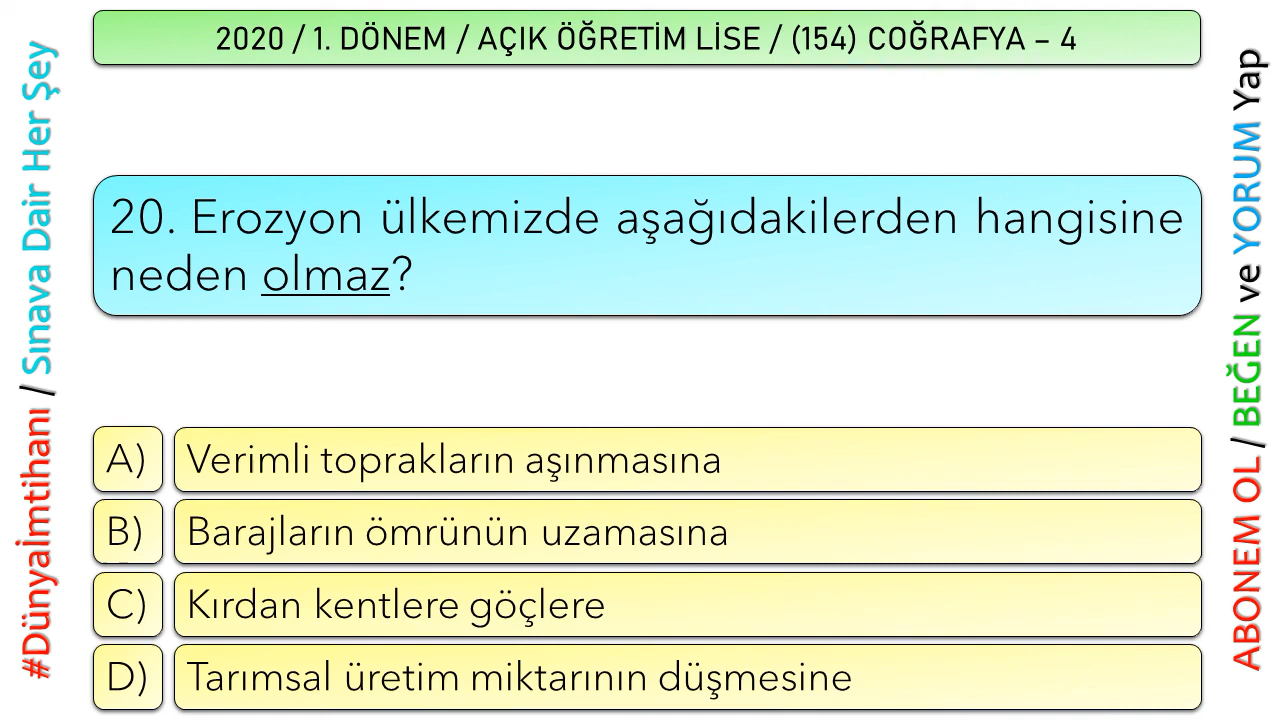 2020 / 1. DÖNEM / AÇIK ÖĞRETİM LİSE / (154) COĞRAFYA – 4
#Dünyaİmtihanı / Sınava Dair Her Şey
20. Erozyon ülkemizde aşağıdakilerden hangisine
neden olmaz?
A) Verimli toprakların aşınmasına
B) Barajların ömrünün uzamasına
C) Kırdan kentlere göçlere
D) Tarımsal üretim miktarının düşmesine
ABONEM OL / BEĞEN ve YORUM Yap